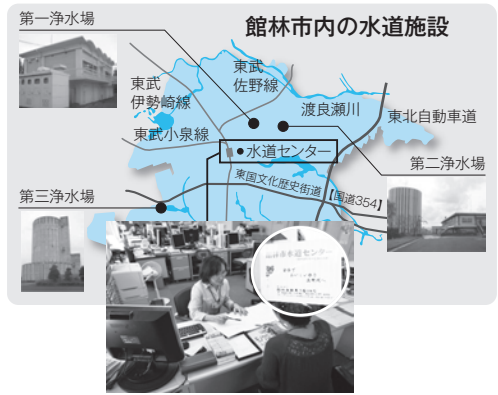 館林市内の水道施設
第一浄水場
東武
伊勢崎線
東武
佐野線
渡良瀬川
東北自動車道
東武小泉線
水道センター
第二浄水場
東国文化歴史街道【国道354】
第三浄水場
館林市水道センター